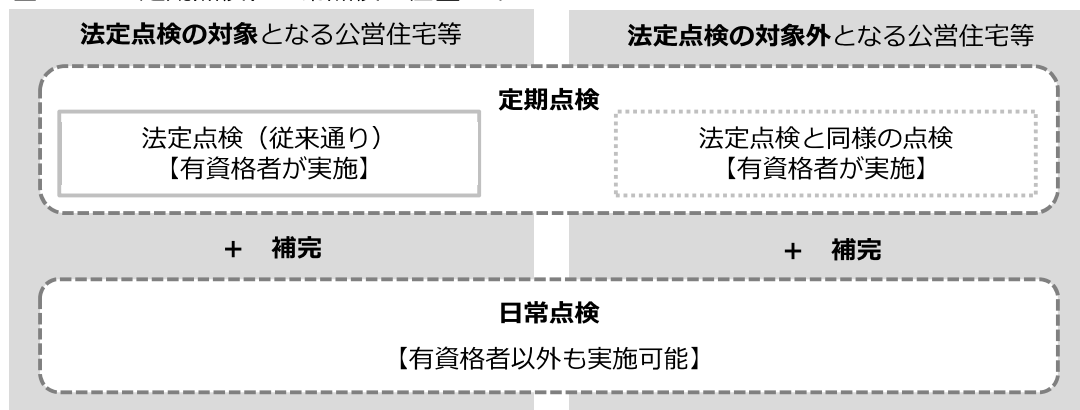 法定点検の対象となる公営住宅等
法定点検の対象外となる公営住宅等
定期点検
法定点検（従来通り）
【有資格者が実施】
法定点検と同様の点検
【有資格者が実施】
＋ 補完
＋ 補完
日常点検
【有資格者以外も実施可能】